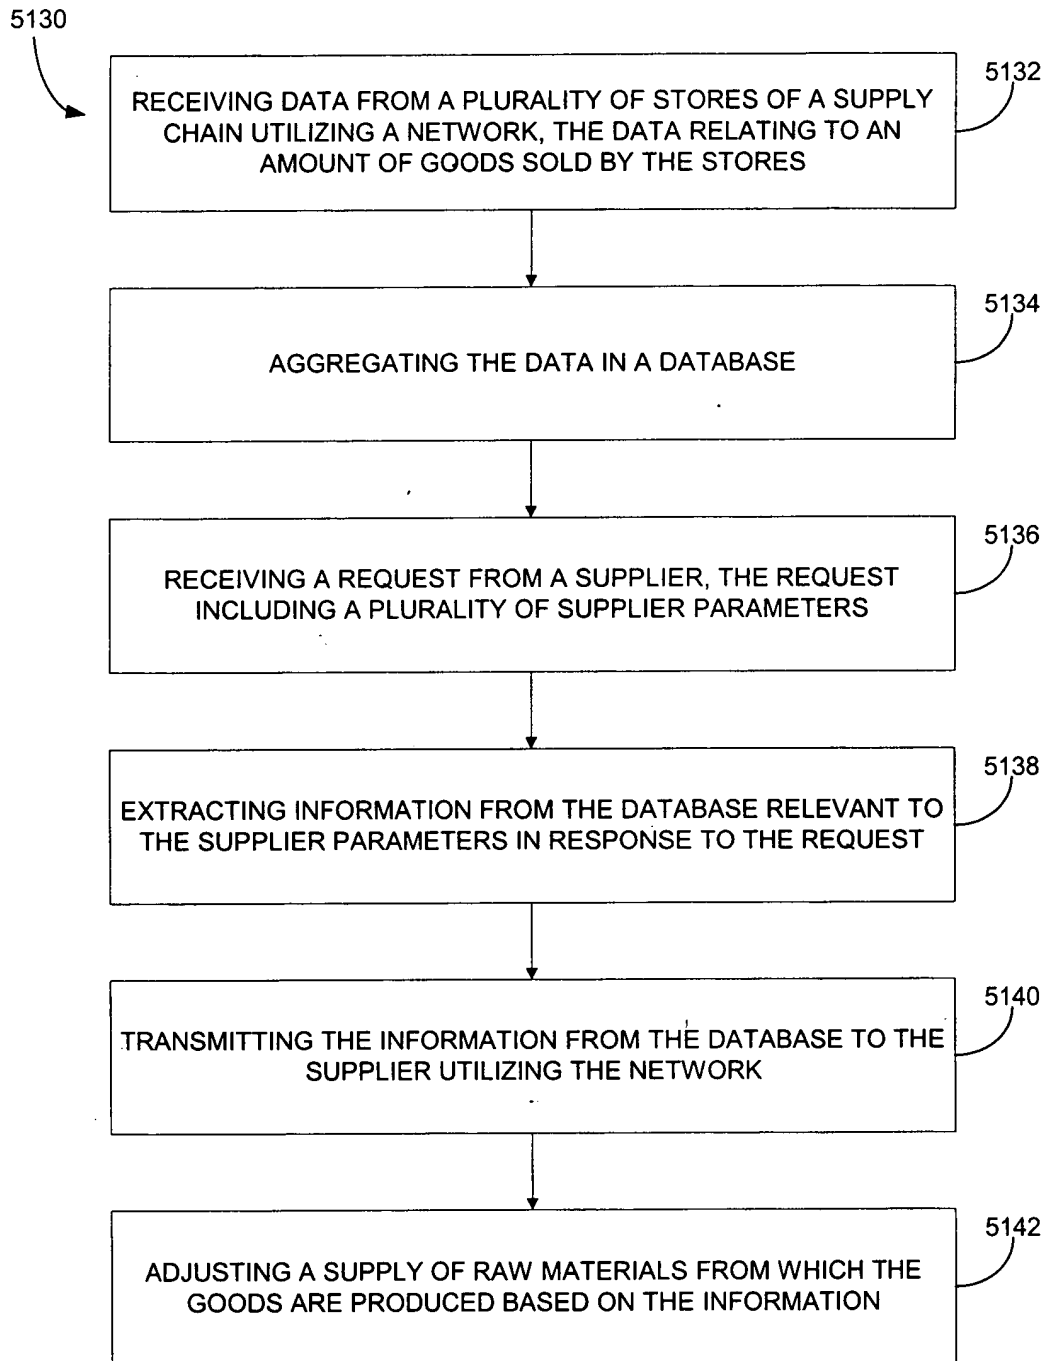 5130
5132
RECEIVING DATA FROM A PLURALITY OF STORES OF A SUPPLY
CHAIN UTILIZING A NETWORK, THE DATA RELATING TO AN
AMOUNT OF GOODS SOLD BY THE STORES
5134
AGGREGATING THE DATA IN A DATABASE
5136
RECEIVING A REQUEST FROM A SUPPLIER, THE REQUEST
INCLUDING A PLURALITY OF SUPPLIER PARAMETERS
5138
EXTRACTING INFORMATION FROM THE DATABASE RELEVANT TO
THE SUPPLIER PARAMETERS IN RESPONSE TO THE REQUEST
5140
TRANSMITTING THE INFORMATION FROM THE DATABASE TO THE
SUPPLIER UTILIZING THE NETWORK
5142
ADJUSTING A SUPPLY OF RAW MATERIALS FROM WHICH THE
GOODS ARE PRODUCED BASED ON THE INFORMATION